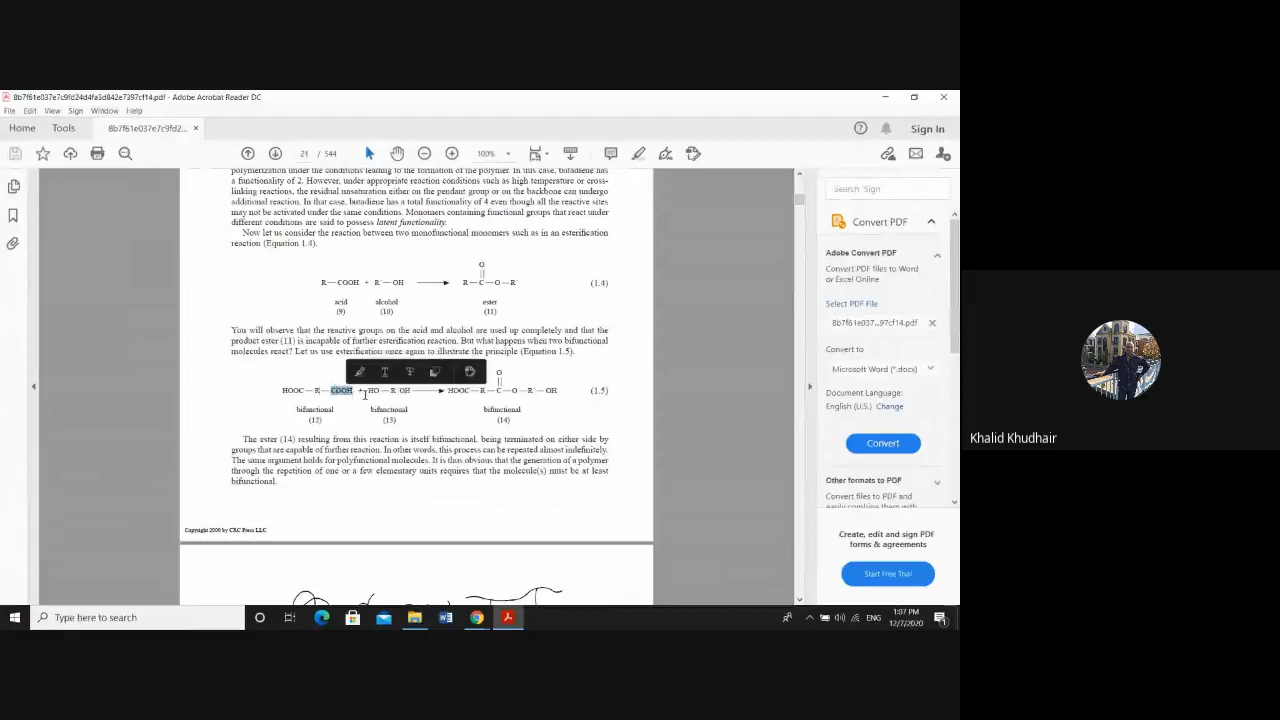 8b7f61e037e7c9fd24d4fa3d842e7397cf14.pdf - Adobe Acrobat Reader DC
File Edit View Sign Window Help
Home Tools 8b7f61e037e7c9fd2... × Sign In
21 / 544 100%
polymerization under the conditions leading to the formation of the polymer. In this case, butadiene has
a functionality of 2. However, under appropriate reaction conditions such as high temperature or cross-
linking reactions, the residual unsaturation either on the pendant group or on the backbone can undergo
additional reaction. In that case, butadiene has a total functionality of 4 even though all the reactive sites
may not be activated under the same conditions. Monomers containing functional groups that react under
different conditions are said to possess latent functionality.
Now let us consider the reaction between two monofunctional monomers such as in an esterification
reaction (Equation 1.4).
O
||
R—COOH + R′—OH ⟶ R—C—O—R′ (1.4)
acid alcohol ester
(9) (10) (11)
You will observe that the reactive groups on the acid and alcohol are used up completely and that the
product ester (11) is incapable of further esterification reaction. But what happens when two bifunctional
molecules react? Let us use esterification once again to illustrate the principle (Equation 1.5).
O
||
HOOC—R—COOH + HO—R′ OH ⟶ HOOC—R—C—O—R′—OH (1.5)
bifunctional bifunctional bifunctional
(12) (13) (14)
The ester (14) resulting from this reaction is itself bifunctional, being terminated on either side by
groups that are capable of further reaction. In other words, this process can be repeated almost indefinitely.
The same argument holds for polyfunctional molecules. It is thus obvious that the generation of a polymer
through the repetition of one or a few elementary units requires that the molecule(s) must be at least
bifunctional.
Copyright 2000 by CRC Press LLC
Search 'Sign
Convert PDF
Adobe Convert PDF
Convert PDF files to Word
or Excel Online
Select PDF File
8b7f61e037...97cf14.pdf ×
Convert to
Microsoft Word (*.docx)
Document Language:
English (U.S.) Change
Convert
Other formats to PDF
Convert files to PDF and
easily combine them with
Create, edit and sign PDF
forms & agreements
Start Free Trial
Type here to search
ENG
1:07 PM
12/7/2020
Khalid Khudhair